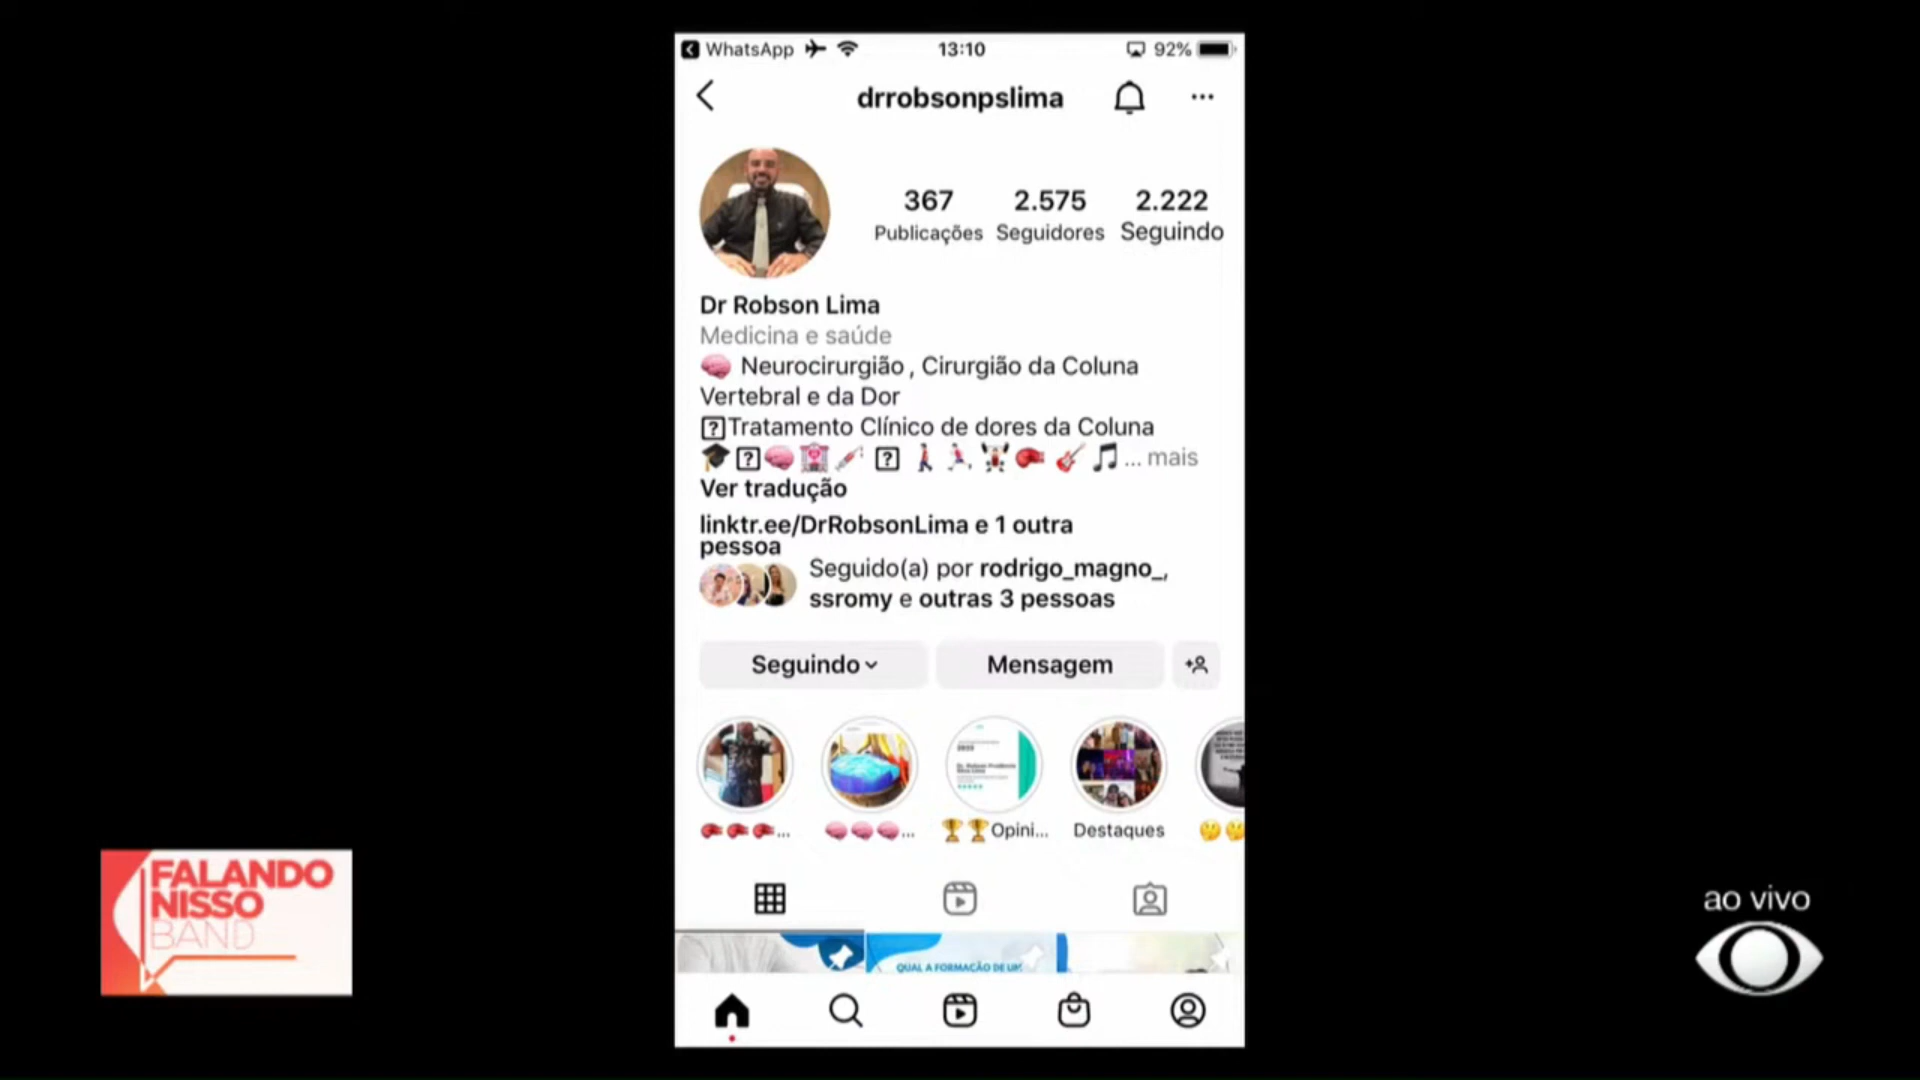 WhatsApp
13:10
92%
drrobsonpslima
367
2.575
2.222
Publicações
Seguidores
Seguindo
Dr Robson Lima
Medicina e saúde
Neurocirurgião , Cirurgião da Coluna
Vertebral e da Dor
Tratamento Clínico de dores da Coluna
... mais
Ver tradução
linktr.ee/DrRobsonLima e 1 outra
pessoa
Seguido(a) por rodrigo_magno_,
ssromy e outras 3 pessoas
Seguindo
Mensagem
...
...
Opini...
Destaques
QUAL A FORMAÇÃO DE UM
FALANDO
NISSO
BAND
ao vivo